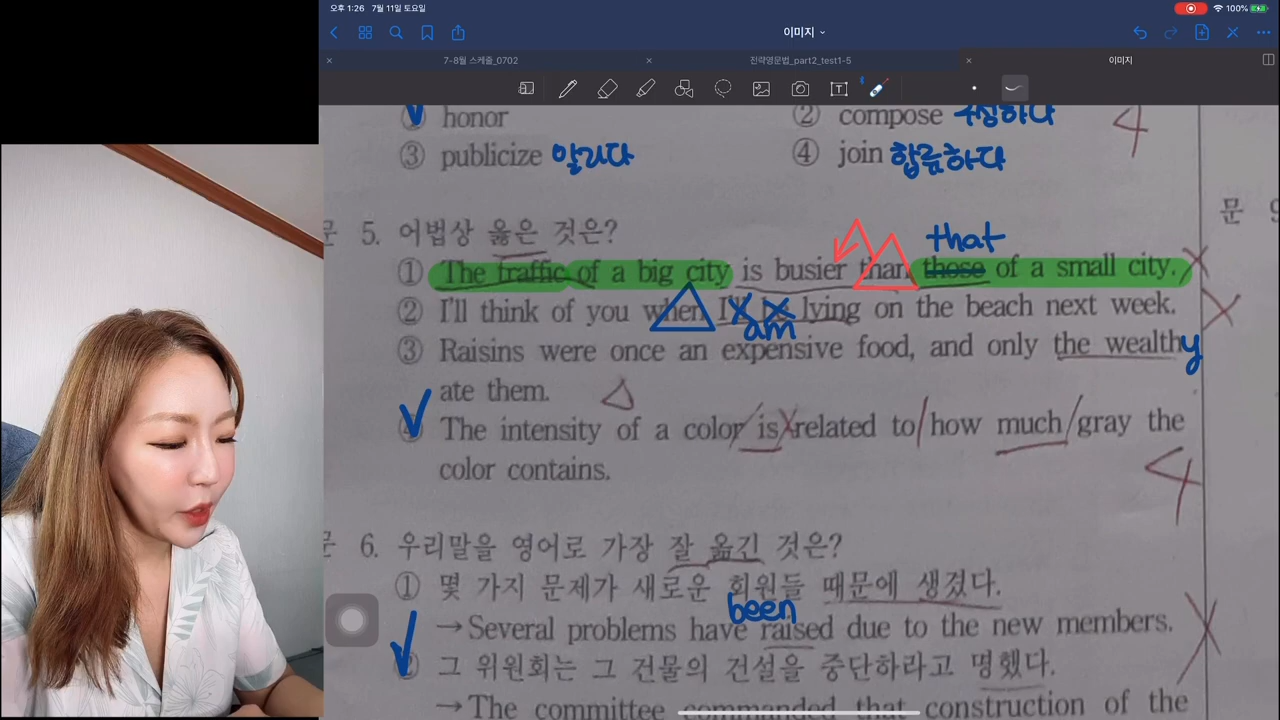 오후 1:26 7월 11일 토요일
100%
이미지
7-8월 스케줄_0702
전략영문법_part2_test1-5
이미지
honor
② compose 구성하다
4
③ publicize 알리다
④ join 합류하다
문
5. 어법상 옳은 것은?
that
① The traffic of a big city is busier than those of a small city.
② I'll think of you when I'll be lying on the beach next week.
am
③ Raisins were once an expensive food, and only the wealthy
ate them.
The intensity of a color is related to how much gray the
color contains.
4
6. 우리말을 영어로 가장 잘 옮긴 것은?
① 몇 가지 문제가 새로운 회원들 때문에 생겼다.
been
→ Several problems have raised due to the new members.
그 위원회는 그 건물의 건설을 중단하라고 명했다.
→ The committee commanded that construction of the